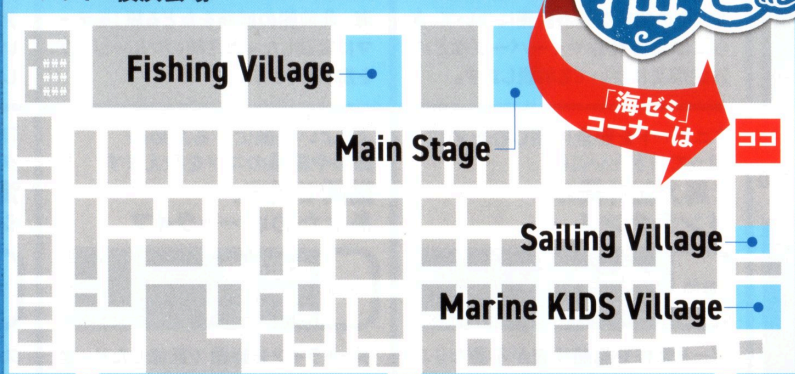 Fishing Village
Main Stage
「海ゼミ」
コーナーは
ココ
Sailing Village
Marine KIDS Village